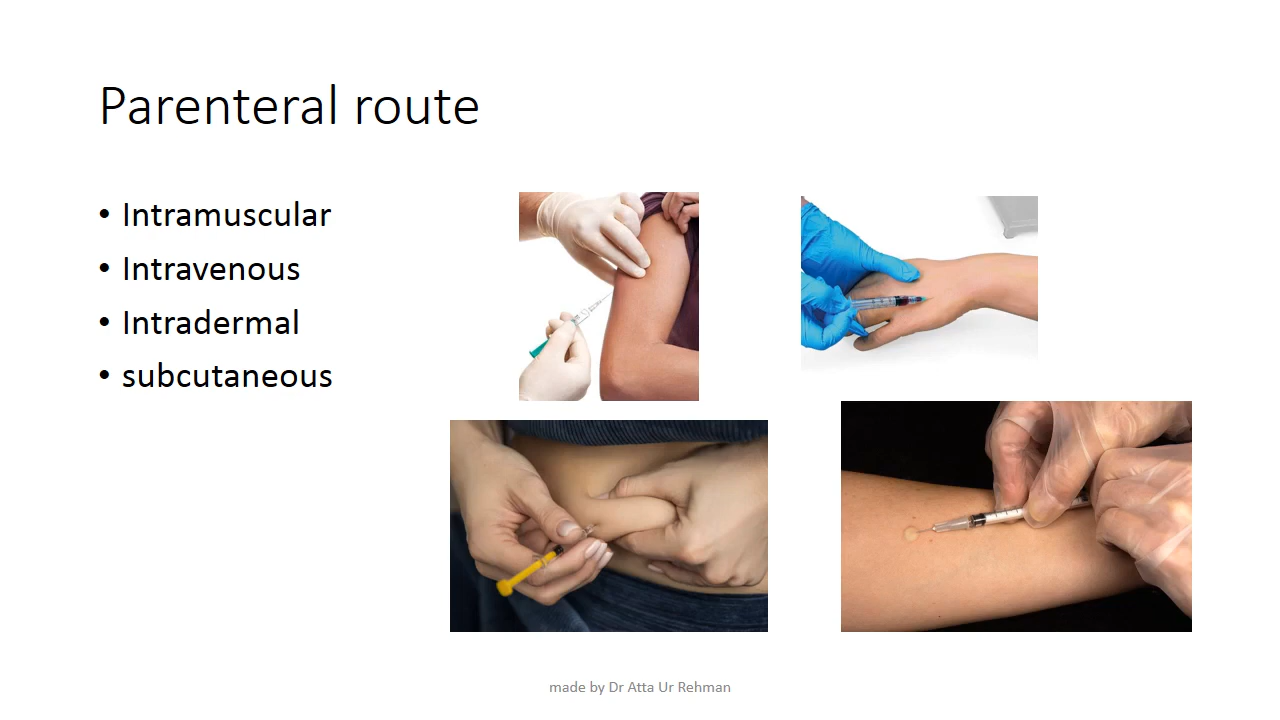 Parenteral route
• Intramuscular
• Intravenous
• Intradermal
• subcutaneous
made by Dr Atta Ur Rehman